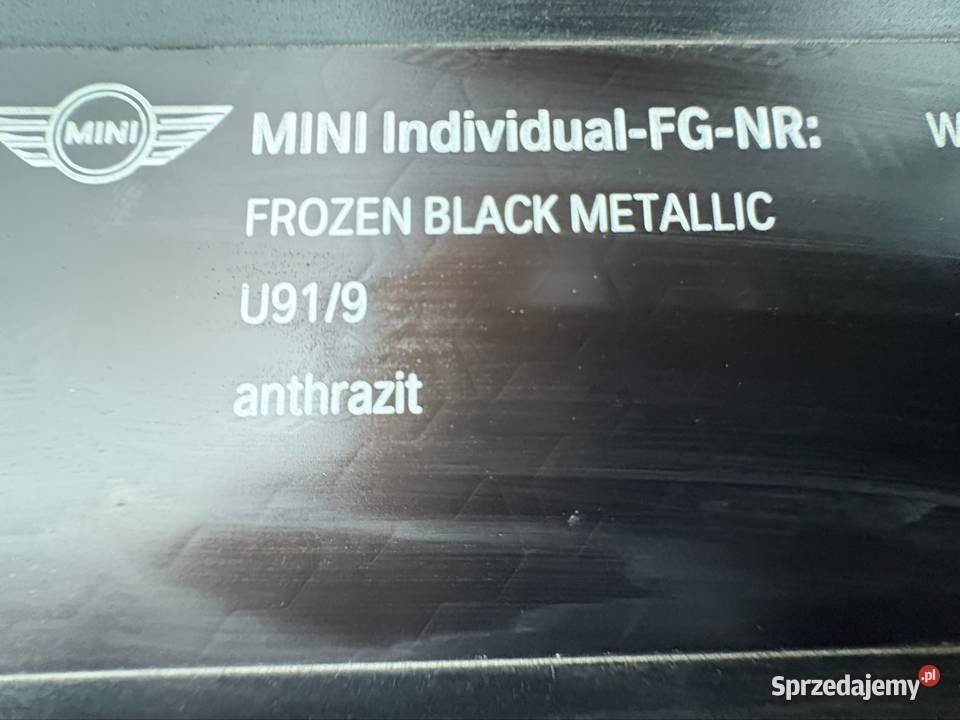 MINI
MINI Individual-FG-NR: W
FROZEN BLACK METALLIC
U91/9
anthrazit
Sprzedajemy.pl